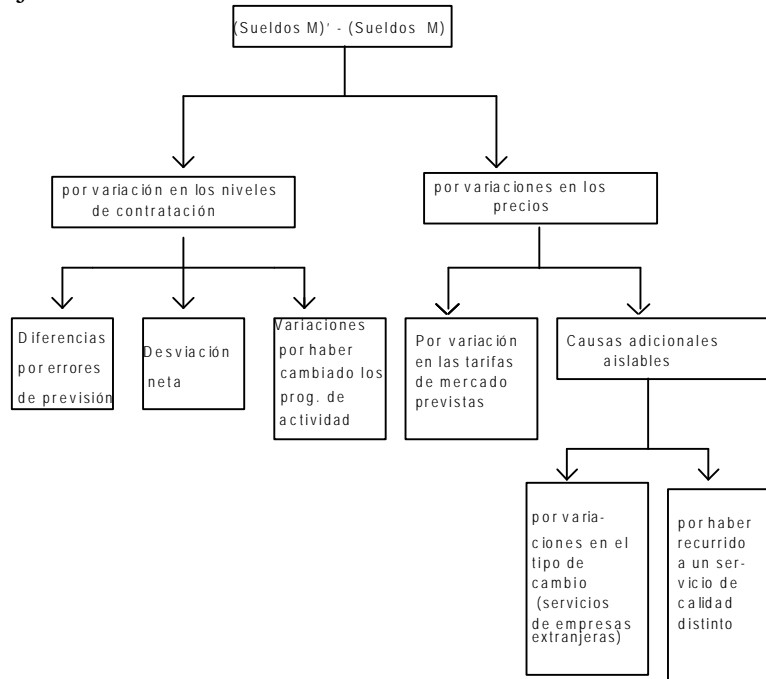 (Sueldos M)' - (Sueldos M)
por variación en los niveles
de contratación
por variaciones en los
precios
Diferencias
por errores
de previsión
Desviación
neta
Variaciones
por haber
cambiado los
prog. de
actividad
Por variación
en las tarifas
de mercado
previstas
Causas adicionales
aislables
por varia-
ciones en el
tipo de
cambio
(servicios
de empresas
extranjeras)
por haber
recurrido
a un ser-
vicio de
calidad
distinto